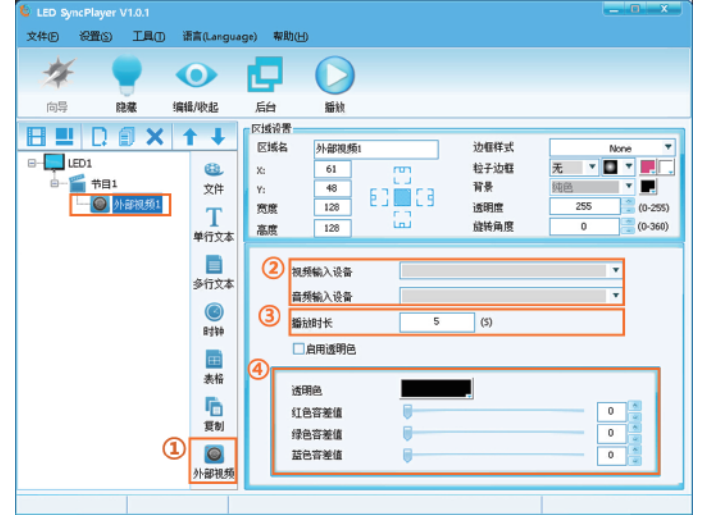 LED SyncPlayer V1.0.1
文件(F) 设置(S) 工具(T) 语言(Language) 帮助(H)
向导 隐藏 编辑/收起 后台 播放
LED1
节目1
外部视频1
文件
单行文本
多行文本
时钟
表格
复制
①
外部视频
区域设置
区域名 外部视频1 边框样式 None
X: 61 粒子边框 无
Y: 48 背景 纯色
宽度 128 透明度 255 (0-255)
高度 128 旋转角度 0 (0-360)
② 视频输入设备
音频输入设备
③ 播放时长 5 (S)
启用透明色
④
透明色
红色容差值 0
绿色容差值 0
蓝色容差值 0